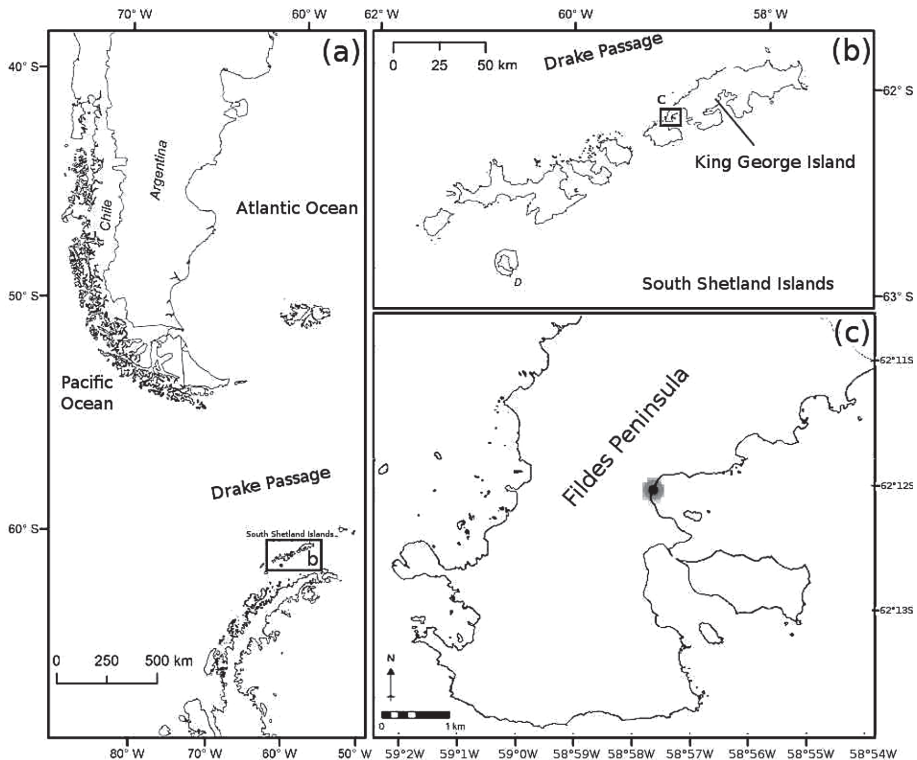 70° W
60° W
62° W
60° W
58° W
(a)
(b)
(c)
40° S
50° S
60° S
Argentina
Chile
Atlantic Ocean
Pacific
Ocean
Drake Passage
South Shetland Islands
b
0 250 500 km
80° W
70° W
60° W
50° W
0 25 50 km
Drake Passage
C
King George Island
D
South Shetland Islands
62° S
63° S
Fildes Peninsula
62°11S
62°12S
62°13S
N
0 1 km
59°2W
59°1W
59°0W
58°59W
58°58W
58°57W
58°56W
58°55W
58°54W